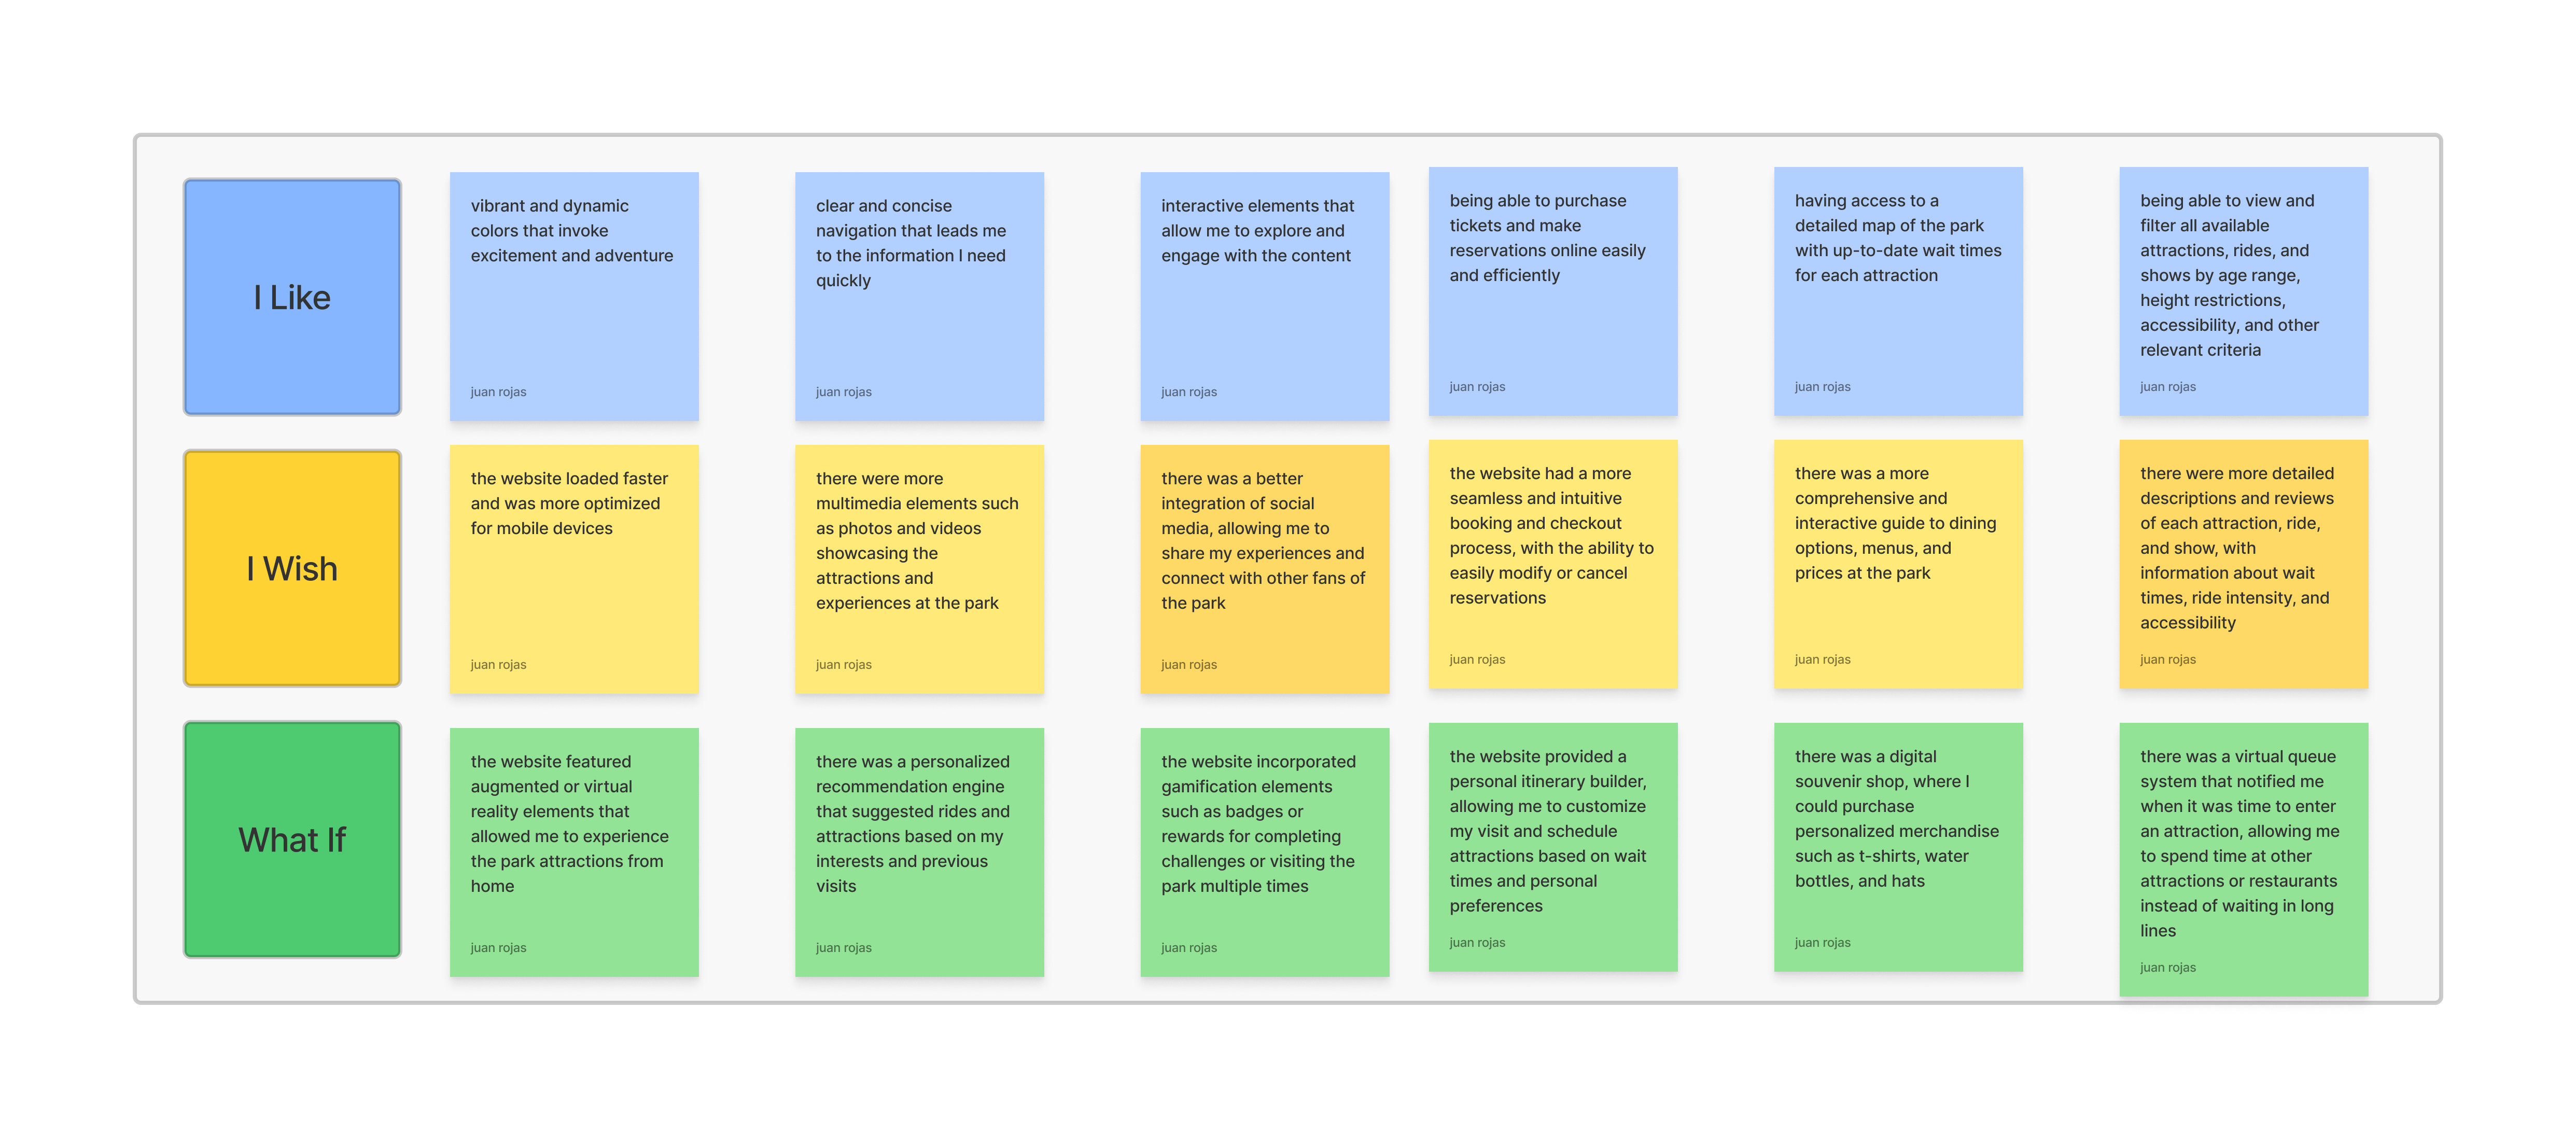 I Like
vibrant and dynamic
colors that invoke
excitement and adventure
juan rojas
clear and concise
navigation that leads me
to the information I need
quickly
juan rojas
interactive elements that
allow me to explore and
engage with the content
juan rojas
being able to purchase
tickets and make
reservations online easily
and efficiently
juan rojas
having access to a
detailed map of the park
with up-to-date wait times
for each attraction
juan rojas
being able to view and
filter all available
attractions, rides, and
shows by age range,
height restrictions,
accessibility, and other
relevant criteria
juan rojas
I Wish
the website loaded faster
and was more optimized
for mobile devices
juan rojas
there were more
multimedia elements such
as photos and videos
showcasing the
attractions and
experiences at the park
juan rojas
there was a better
integration of social
media, allowing me to
share my experiences and
connect with other fans of
the park
juan rojas
the website had a more
seamless and intuitive
booking and checkout
process, with the ability to
easily modify or cancel
reservations
juan rojas
there was a more
comprehensive and
interactive guide to dining
options, menus, and
prices at the park
juan rojas
there were more detailed
descriptions and reviews
of each attraction, ride,
and show, with
information about wait
times, ride intensity, and
accessibility
juan rojas
What If
the website featured
augmented or virtual
reality elements that
allowed me to experience
the park attractions from
home
juan rojas
there was a personalized
recommendation engine
that suggested rides and
attractions based on my
interests and previous
visits
juan rojas
the website incorporated
gamification elements
such as badges or
rewards for completing
challenges or visiting the
park multiple times
juan rojas
the website provided a
personal itinerary builder,
allowing me to customize
my visit and schedule
attractions based on wait
times and personal
preferences
juan rojas
there was a digital
souvenir shop, where I
could purchase
personalized merchandise
such as t-shirts, water
bottles, and hats
juan rojas
there was a virtual queue
system that notified me
when it was time to enter
an attraction, allowing me
to spend time at other
attractions or restaurants
instead of waiting in long
lines
juan rojas